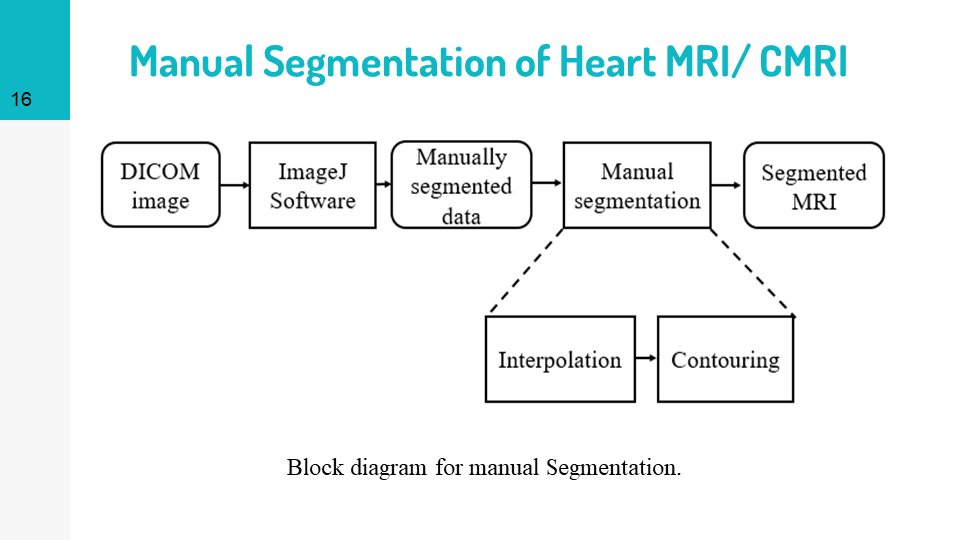 Manual Segmentation of Heart MRI/ CMRI
16
DICOM
image
ImageJ
Software
Manually
segmented
data
Manual
segmentation
Segmented
MRI
Interpolation
Contouring
Block diagram for manual Segmentation.